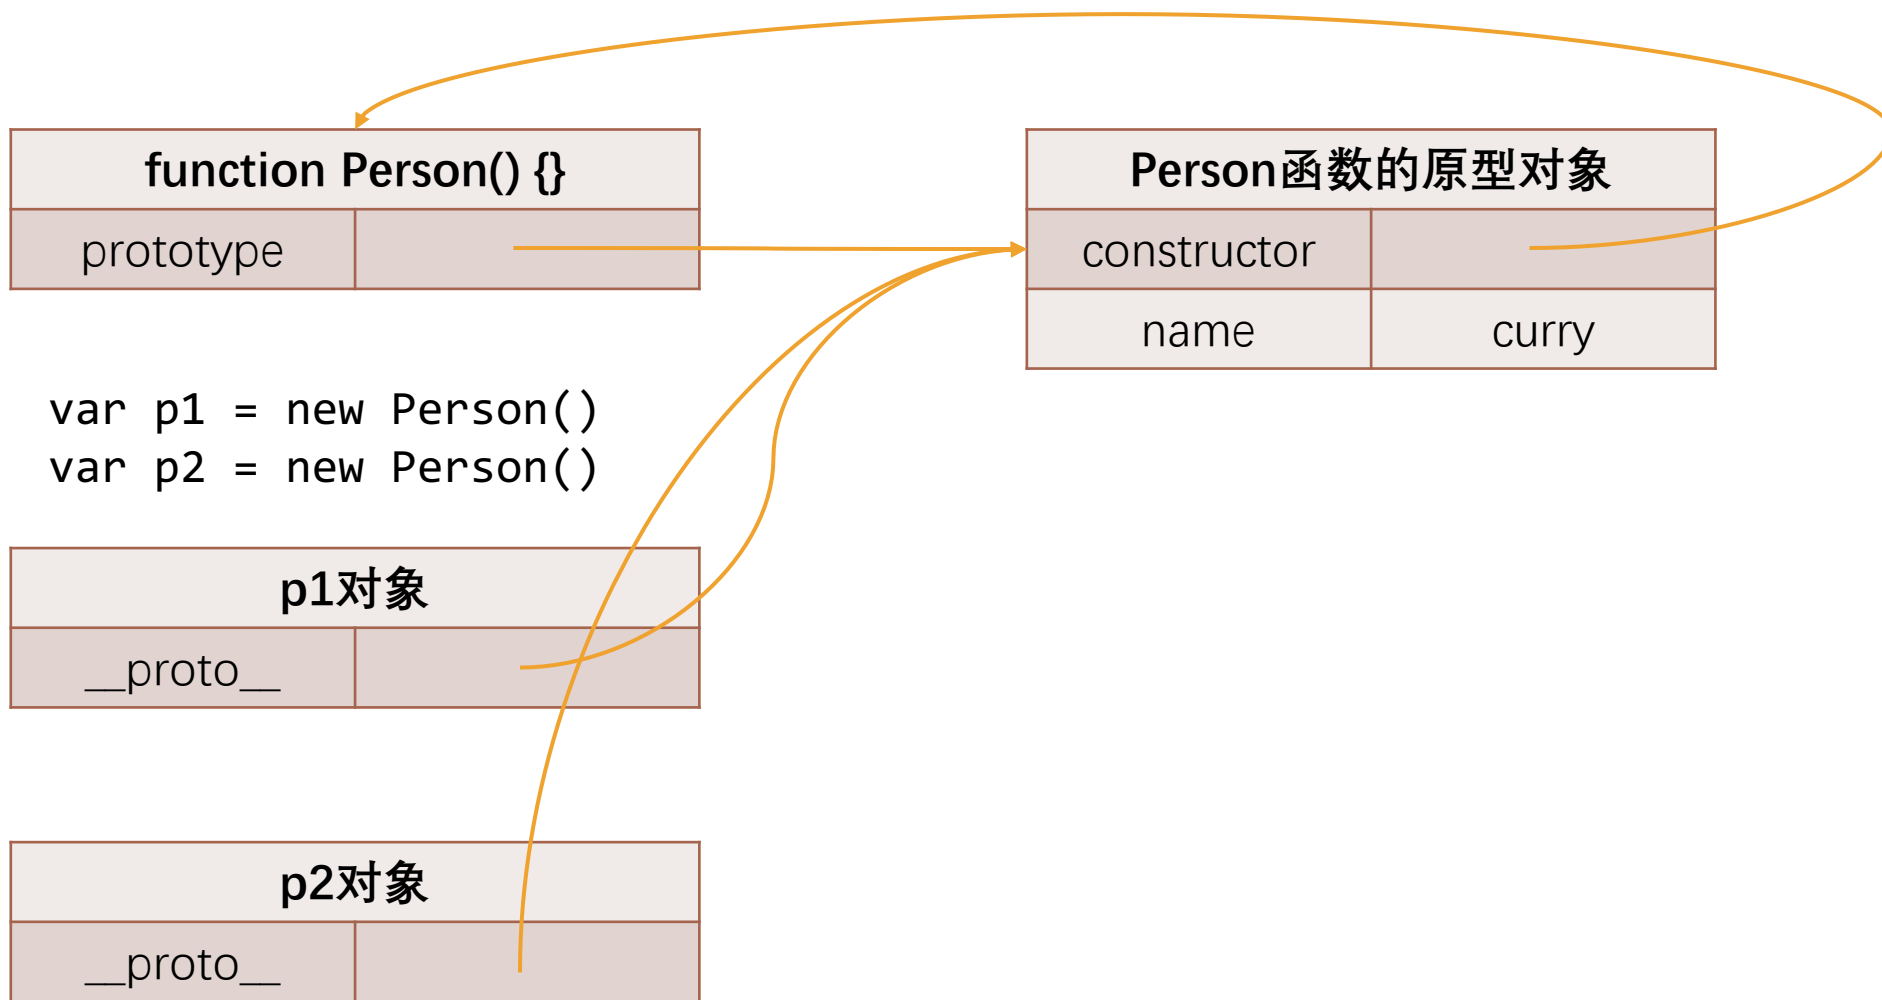 function Person() {}
prototype
Person函数的原型对象
constructor
name curry
var p1 = new Person()
var p2 = new Person()
p1对象
__proto__
p2对象
__proto__